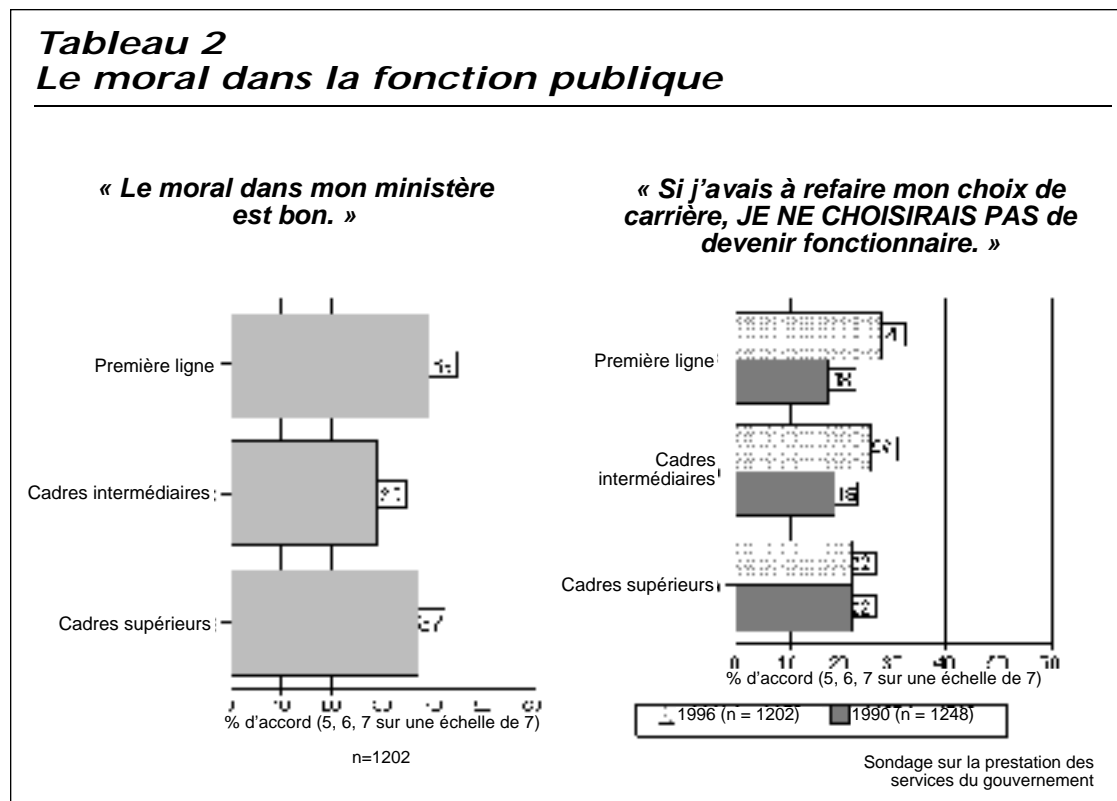 Tableau 2
Le moral dans la fonction publique
« Le moral dans mon ministère
est bon. »
Première ligne
Cadres intermédiaires
Cadres supérieurs
% d'accord (5, 6, 7 sur une échelle de 7)
n=1202
« Si j'avais à refaire mon choix de
carrière, JE NE CHOISIRAIS PAS de
devenir fonctionnaire. »
Première ligne
18
Cadres
intermédiaires
Cadres supérieurs
22
22
0 10 20 40
% d'accord (5, 6, 7 sur une échelle de 7)
1996 (n = 1202) 1990 (n = 1248)
Sondage sur la prestation des
services du gouvernement